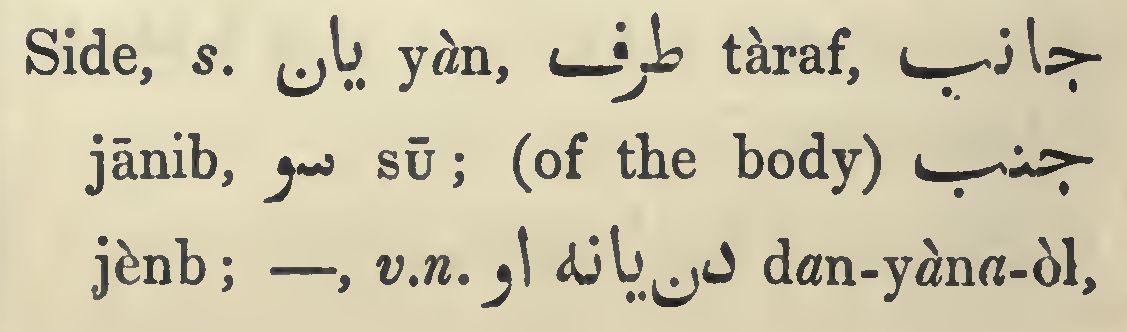 Side, s. يان yàn, طرف tàraf, جانب
jānib, سو sū; (of the body) جنب
jènb; —, v.n. دن يانه او dan-yàna-òl,